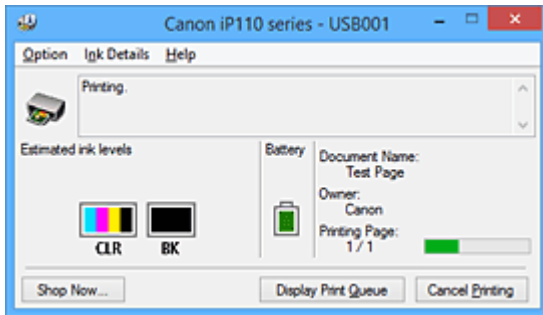 Canon iP110 series - USB001
Option Ink Details Help
Printing.
Estimated ink levels
Battery
Document Name:
Test Page
Owner:
Canon
Printing Page:
1 / 1
CLR BK
Shop Now... Display Print Queue Cancel Printing